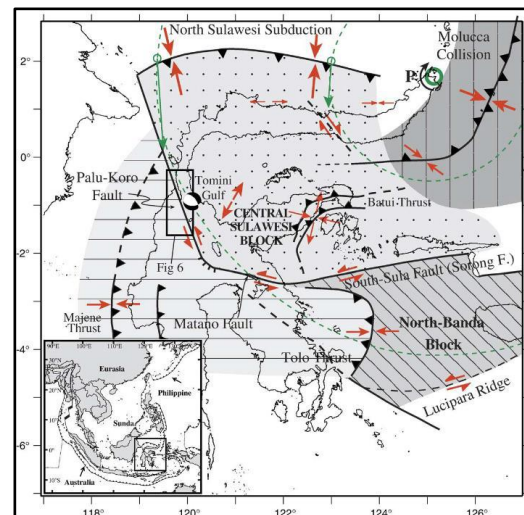 North Sulawesi Subduction
Molucca
Collision
P
2°
0°
-2°
-4°
-6°
Palu-Koro
Fault
Tomini
Gulf
CENTRAL
SULAWESI
BLOCK
Batui Thrust
Fig 6
South-Sula Fault (Sorong F.)
Majene
Thrust
Matano Fault
North-Banda
Block
Tolo Thrust
Lucipara Ridge
90°E
Eurasia
Philippine
Sunda
Australia
118°
120°
122°
124°
126°